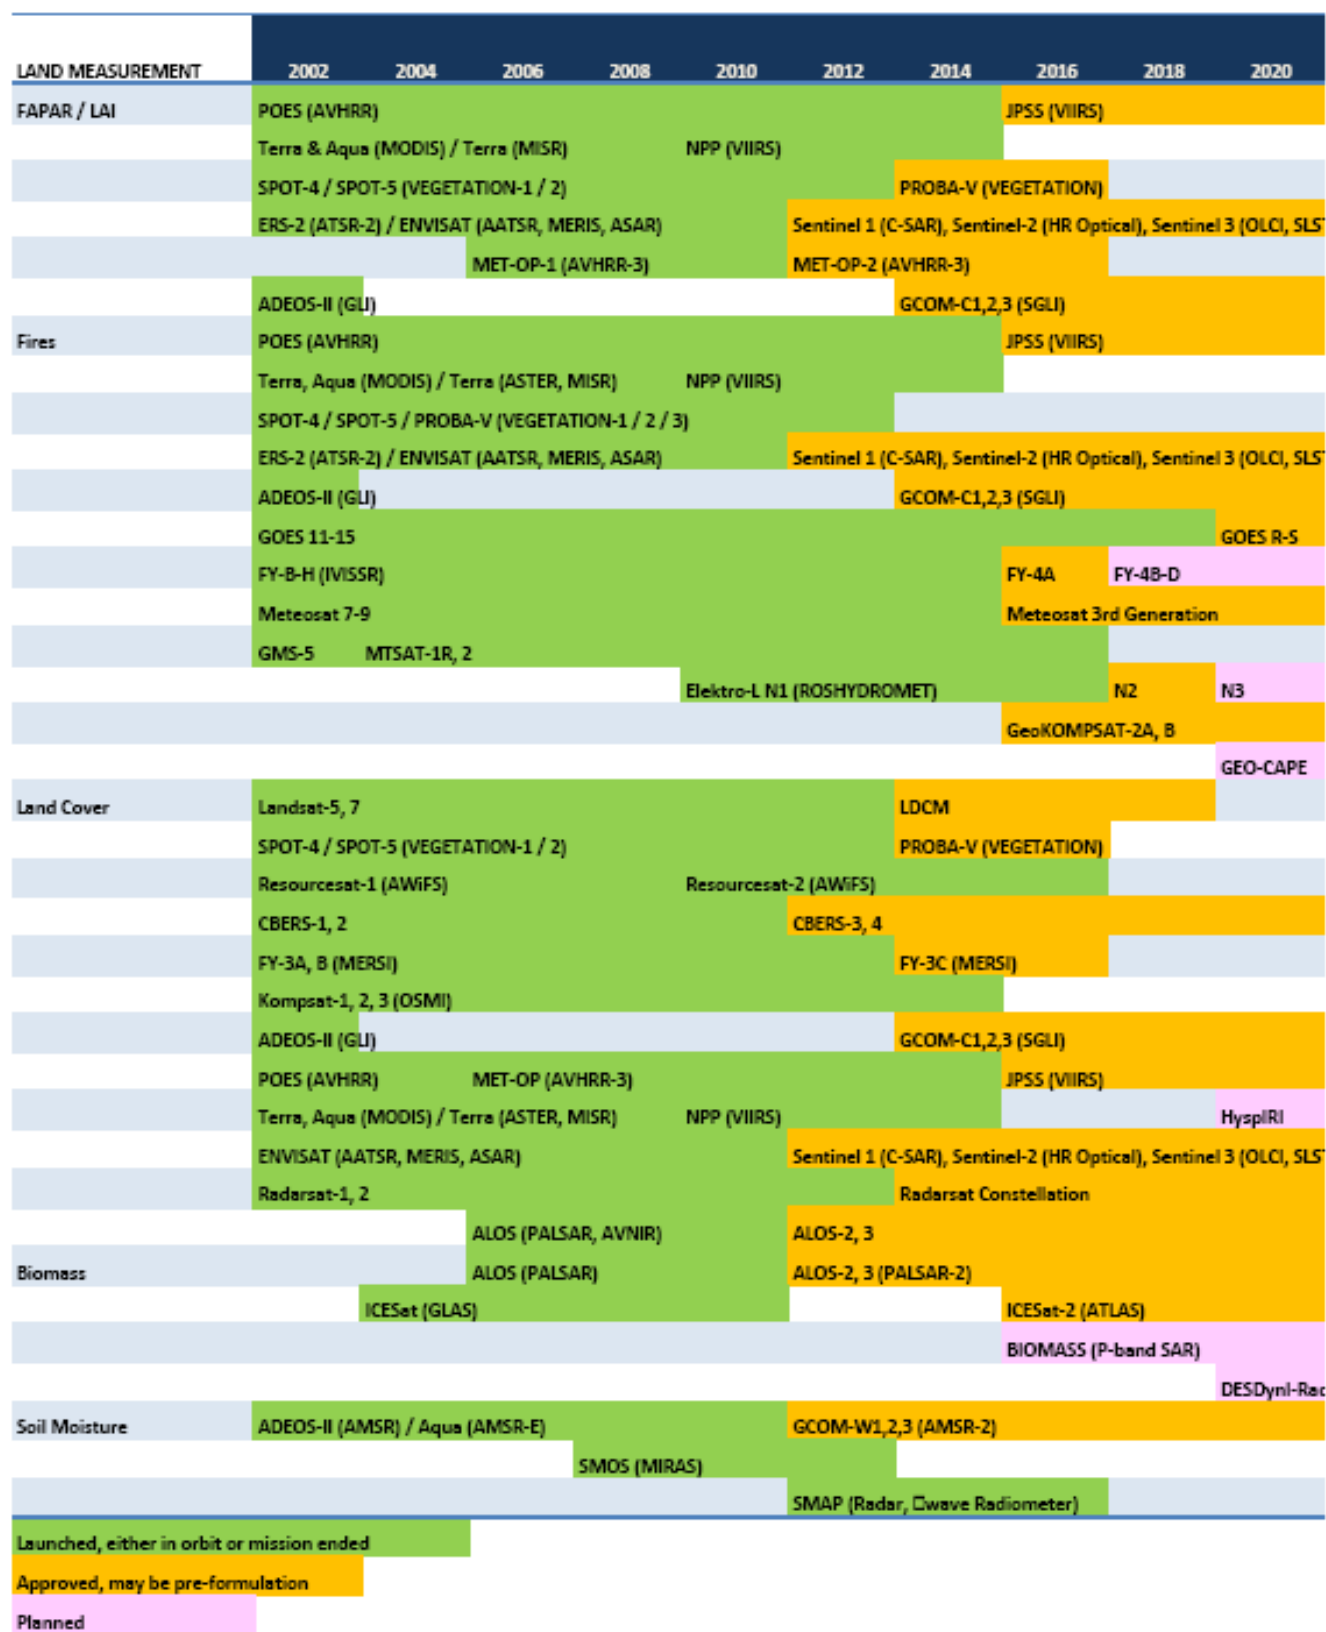 LAND MEASUREMENT 2002 2004 2006 2008 2010 2012 2014 2016 2018 2020
FAPAR / LAI POES (AVHRR) JPSS (VIIRS)
Terra & Aqua (MODIS) / Terra (MISR) NPP (VIIRS)
SPOT-4 / SPOT-5 (VEGETATION-1 / 2) PROBA-V (VEGETATION)
ERS-2 (ATSR-2) / ENVISAT (AATSR, MERIS, ASAR) Sentinel 1 (C-SAR), Sentinel-2 (HR Optical), Sentinel 3 (OLCI, SLS
MET-OP-1 (AVHRR-3) MET-OP-2 (AVHRR-3)
ADEOS-II (GLI) GCOM-C1,2,3 (SGLI)
Fires POES (AVHRR) JPSS (VIIRS)
Terra, Aqua (MODIS) / Terra (ASTER, MISR) NPP (VIIRS)
SPOT-4 / SPOT-5 / PROBA-V (VEGETATION-1 / 2 / 3)
ERS-2 (ATSR-2) / ENVISAT (AATSR, MERIS, ASAR) Sentinel 1 (C-SAR), Sentinel-2 (HR Optical), Sentinel 3 (OLCI, SLS
ADEOS-II (GLI) GCOM-C1,2,3 (SGLI)
GOES 11-15 GOES R-S
FY-B-H (IVISSR) FY-4A FY-4B-D
Meteosat 7-9 Meteosat 3rd Generation
GMS-5 MTSAT-1R, 2
Elektro-L N1 (ROSHYDROMET) N2 N3
GeoKOMPSAT-2A, B
GEO-CAPE
Land Cover Landsat-5, 7 LDCM
SPOT-4 / SPOT-5 (VEGETATION-1 / 2) PROBA-V (VEGETATION)
Resourcesat-1 (AWiFS) Resourcesat-2 (AWiFS)
CBERS-1, 2 CBERS-3, 4
FY-3A, B (MERSI) FY-3C (MERSI)
Kompsat-1, 2, 3 (OSMI)
ADEOS-II (GLI) GCOM-C1,2,3 (SGLI)
POES (AVHRR) MET-OP (AVHRR-3) JPSS (VIIRS)
Terra, Aqua (MODIS) / Terra (ASTER, MISR) NPP (VIIRS) HyspIRI
ENVISAT (AATSR, MERIS, ASAR) Sentinel 1 (C-SAR), Sentinel-2 (HR Optical), Sentinel 3 (OLCI, SLS
Radarsat-1, 2 Radarsat Constellation
ALOS (PALSAR, AVNIR) ALOS-2, 3
Biomass ALOS (PALSAR) ALOS-2, 3 (PALSAR-2)
ICESat (GLAS) ICESat-2 (ATLAS)
BIOMASS (P-band SAR)
DESDynI-Rad
Soil Moisture ADEOS-II (AMSR) / Aqua (AMSR-E) GCOM-W1,2,3 (AMSR-2)
SMOS (MIRAS)
SMAP (Radar, □wave Radiometer)
Launched, either in orbit or mission ended
Approved, may be pre-formulation
Planned